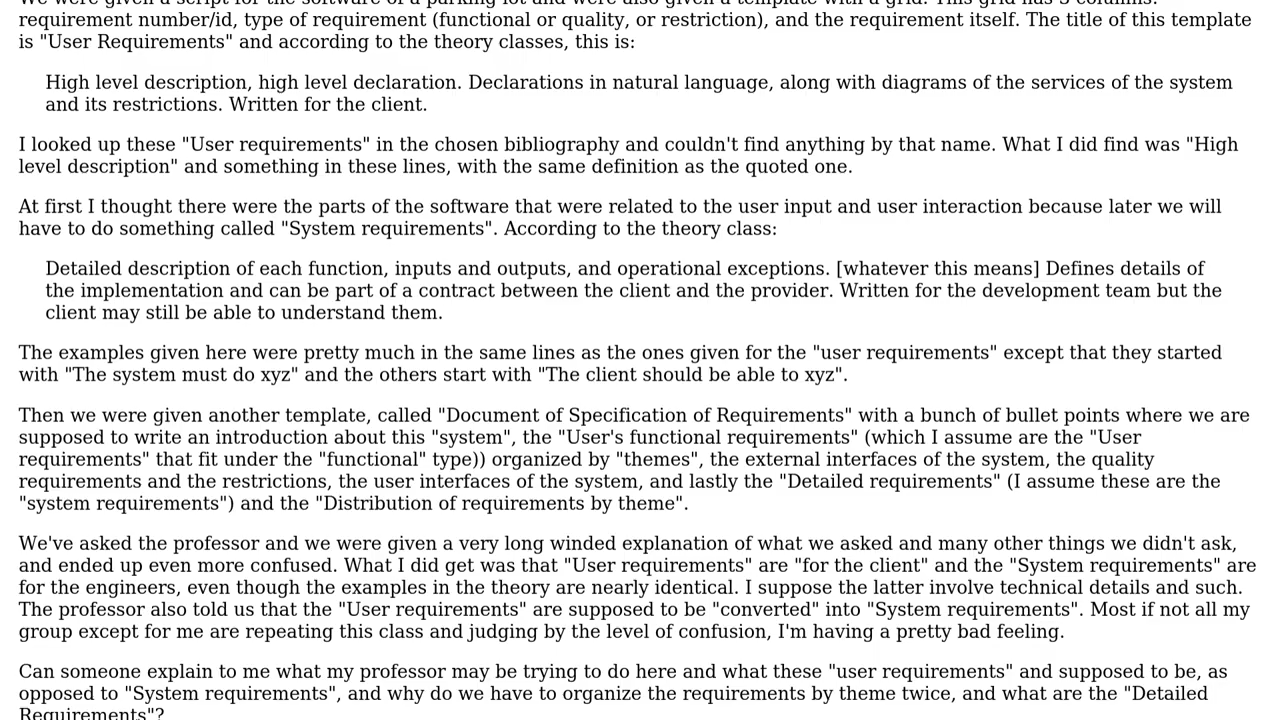 We were given a script for the software of a parking lot and were also given a template with a grid. This grid has 3 columns:
requirement number/id, type of requirement (functional or quality, or restriction), and the requirement itself. The title of this template
is "User Requirements" and according to the theory classes, this is:
High level description, high level declaration. Declarations in natural language, along with diagrams of the services of the system
and its restrictions. Written for the client.
I looked up these "User requirements" in the chosen bibliography and couldn't find anything by that name. What I did find was "High
level description" and something in these lines, with the same definition as the quoted one.
At first I thought there were the parts of the software that were related to the user input and user interaction because later we will
have to do something called "System requirements". According to the theory class:
Detailed description of each function, inputs and outputs, and operational exceptions. [whatever this means] Defines details of
the implementation and can be part of a contract between the client and the provider. Written for the development team but the
client may still be able to understand them.
The examples given here were pretty much in the same lines as the ones given for the "user requirements" except that they started
with "The system must do xyz" and the others start with "The client should be able to xyz".
Then we were given another template, called "Document of Specification of Requirements" with a bunch of bullet points where we are
supposed to write an introduction about this "system", the "User's functional requirements" (which I assume are the "User
requirements" that fit under the "functional" type)) organized by "themes", the external interfaces of the system, the quality
requirements and the restrictions, the user interfaces of the system, and lastly the "Detailed requirements" (I assume these are the
"system requirements") and the "Distribution of requirements by theme".
We've asked the professor and we were given a very long winded explanation of what we asked and many other things we didn't ask,
and ended up even more confused. What I did get was that "User requirements" are "for the client" and the "System requirements" are
for the engineers, even though the examples in the theory are nearly identical. I suppose the latter involve technical details and such.
The professor also told us that the "User requirements" are supposed to be "converted" into "System requirements". Most if not all my
group except for me are repeating this class and judging by the level of confusion, I'm having a pretty bad feeling.
Can someone explain to me what my professor may be trying to do here and what these "user requirements" and supposed to be, as
opposed to "System requirements", and why do we have to organize the requirements by theme twice, and what are the "Detailed
Requirements"?